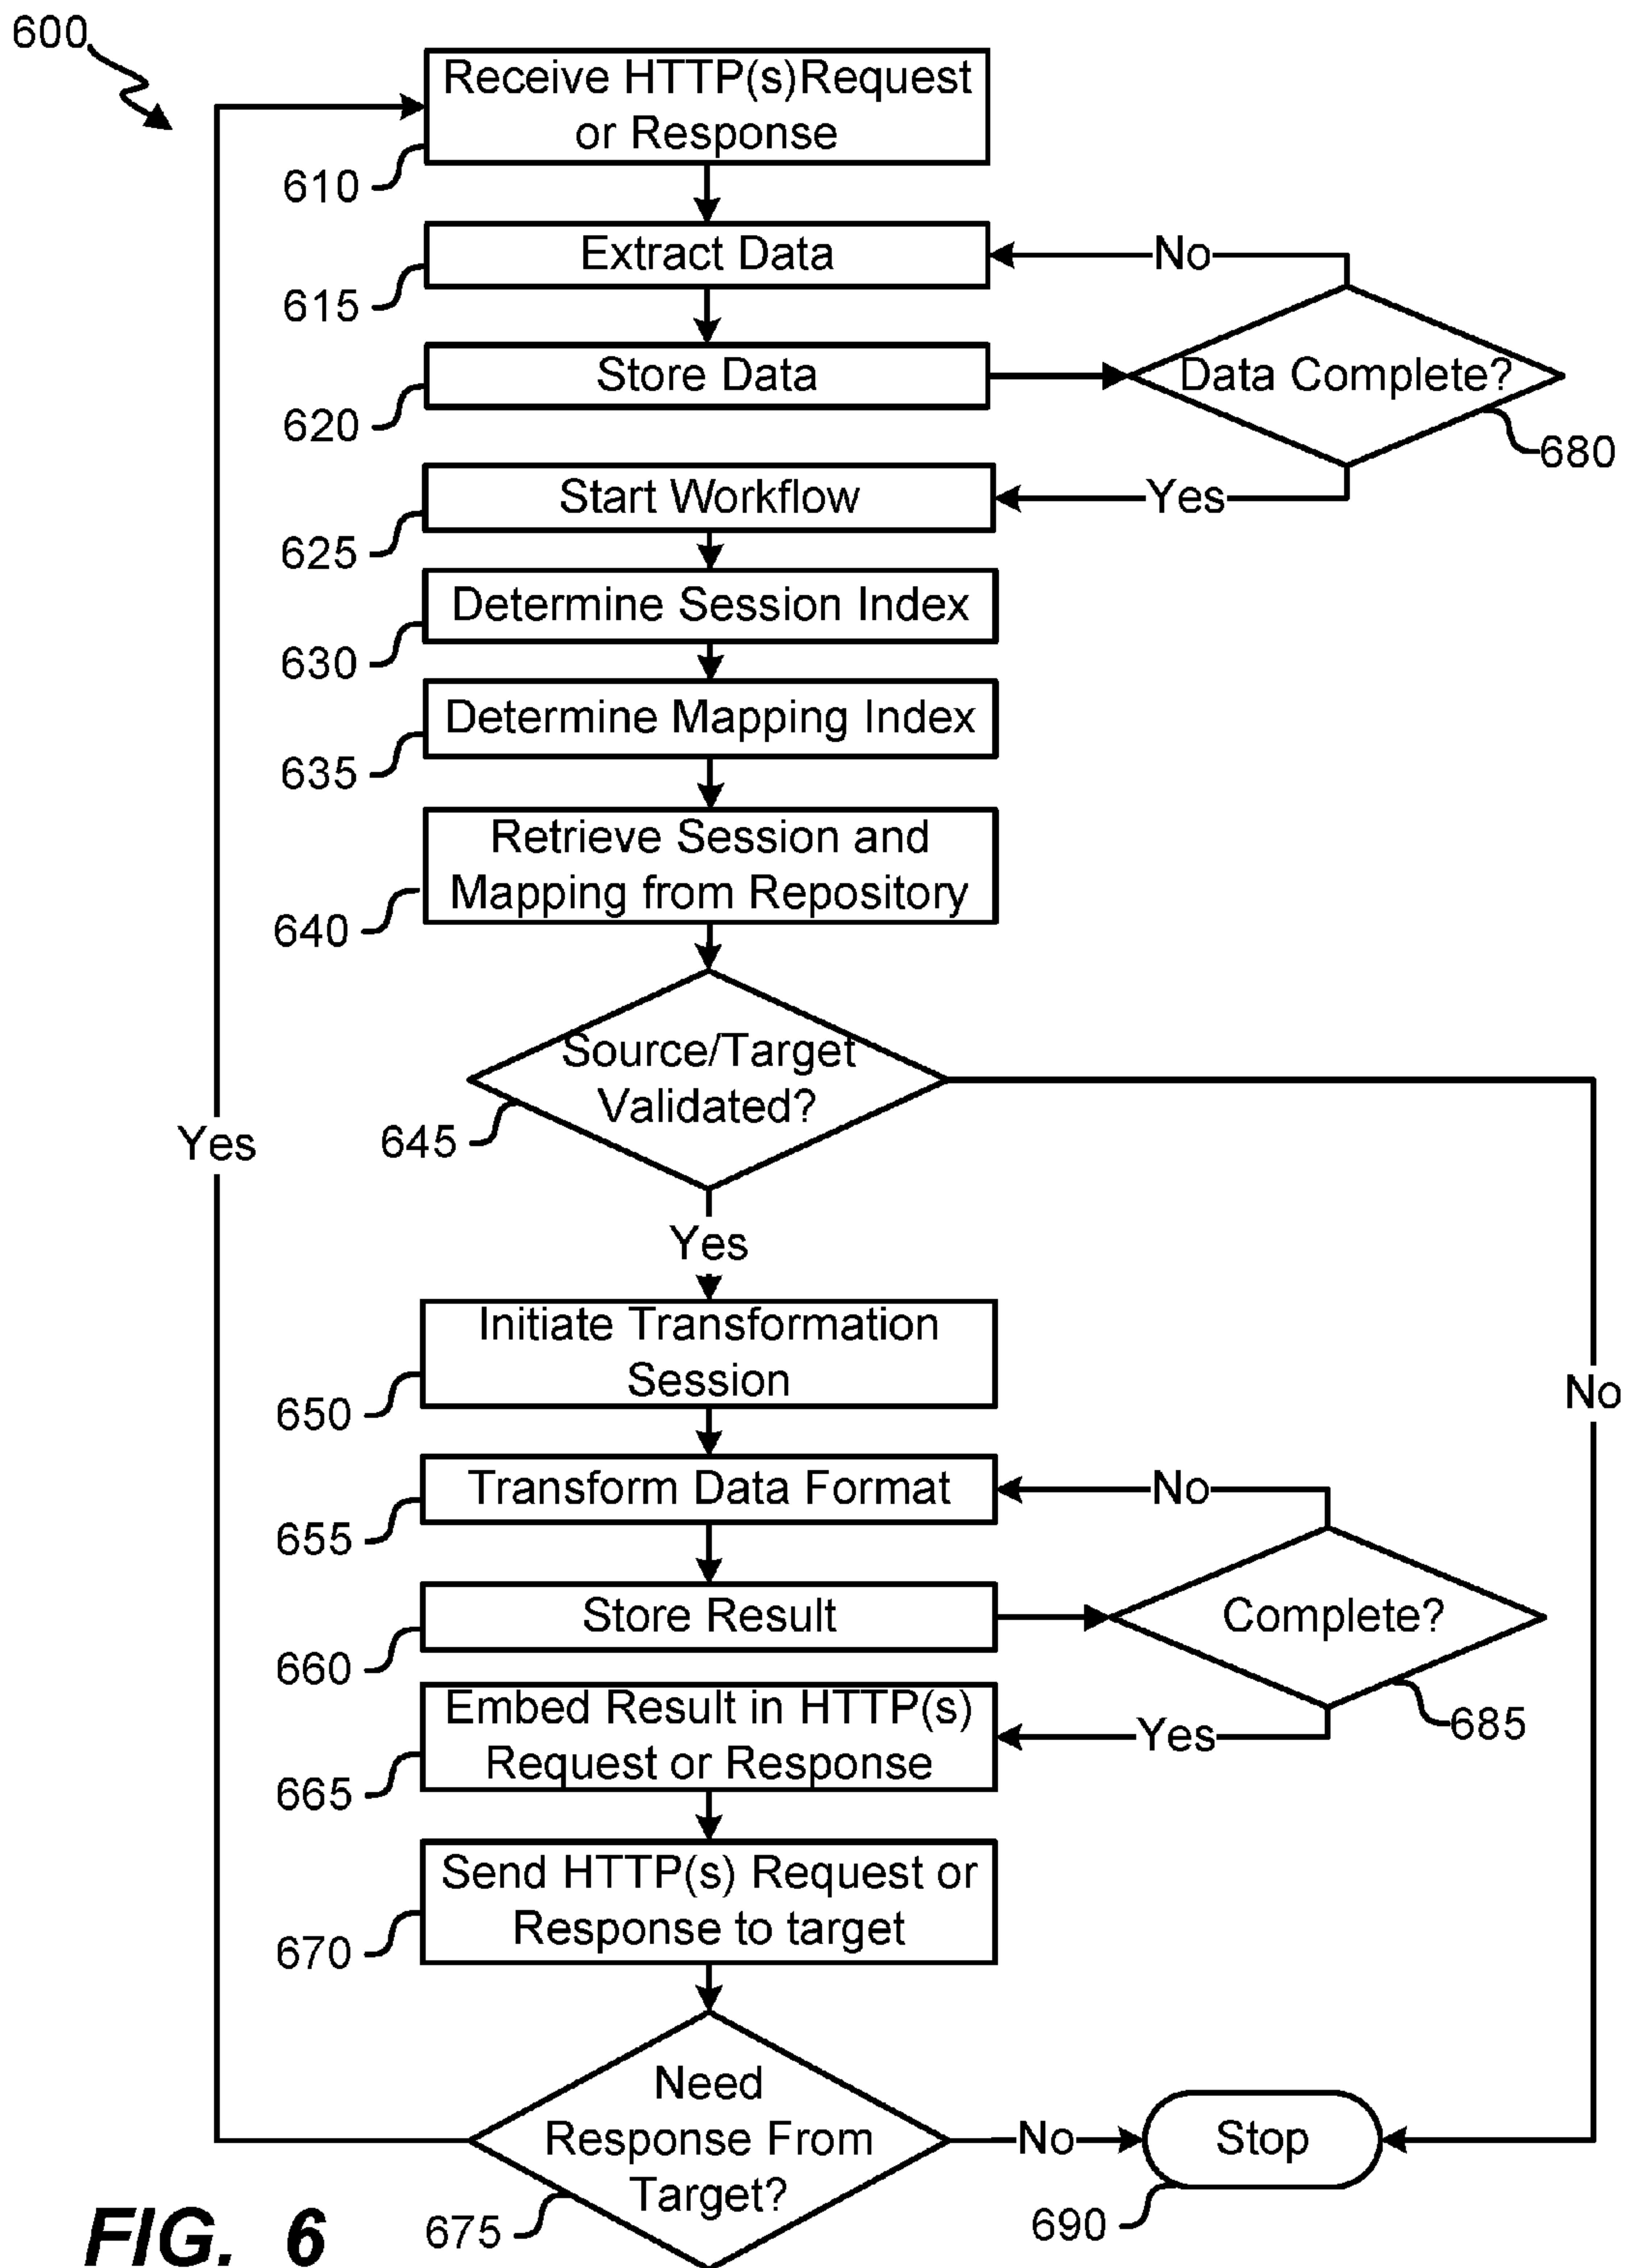 600
Receive HTTP(s)Request
or Response
610
Extract Data
No
615
Store Data
Data Complete?
620
680
Start Workflow
Yes
625
Determine Session Index
630
Determine Mapping Index
635
Retrieve Session and
Mapping from Repository
640
Source/Target
Validated?
645
Yes
Yes
Initiate Transformation
Session
650
No
Transform Data Format
No
655
Store Result
Complete?
660
Embed Result in HTTP(s)
Request or Response
Yes
685
665
Send HTTP(s) Request or
Response to target
670
Need
Response From
Target?
No
Stop
675
690
FIG. 6